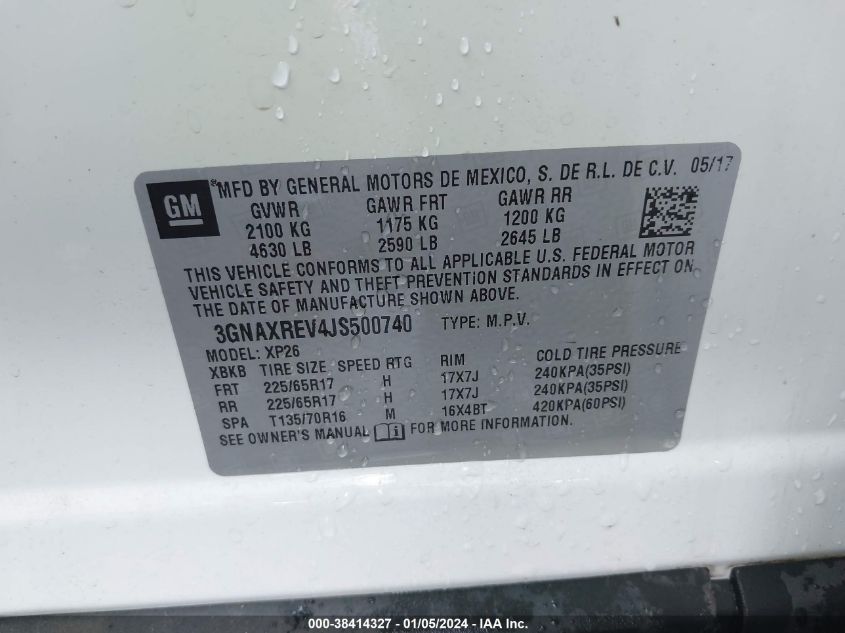 GM
®MFD BY GENERAL MOTORS DE MEXICO, S. DE R.L. DE C.V. 05/17
GVWR GAWR FRT GAWR RR
2100 KG 1175 KG 1200 KG
4630 LB 2590 LB 2645 LB
THIS VEHICLE CONFORMS TO ALL APPLICABLE U.S. FEDERAL MOTOR
VEHICLE SAFETY AND THEFT PREVENTION STANDARDS IN EFFECT ON
THE DATE OF MANUFACTURE SHOWN ABOVE.
3GNAXREV4JS500740 TYPE: M.P.V.
MODEL: XP26
XBKB TIRE SIZE SPEED RTG RIM COLD TIRE PRESSURE
FRT 225/65R17 H 17X7J 240KPA(35PSI)
RR 225/65R17 H 17X7J 240KPA(35PSI)
SPA T135/70R16 M 16X4BT 420KPA(60PSI)
SEE OWNER'S MANUAL i FOR MORE INFORMATION.
000-38414327 - 01/05/2024 - IAA Inc.